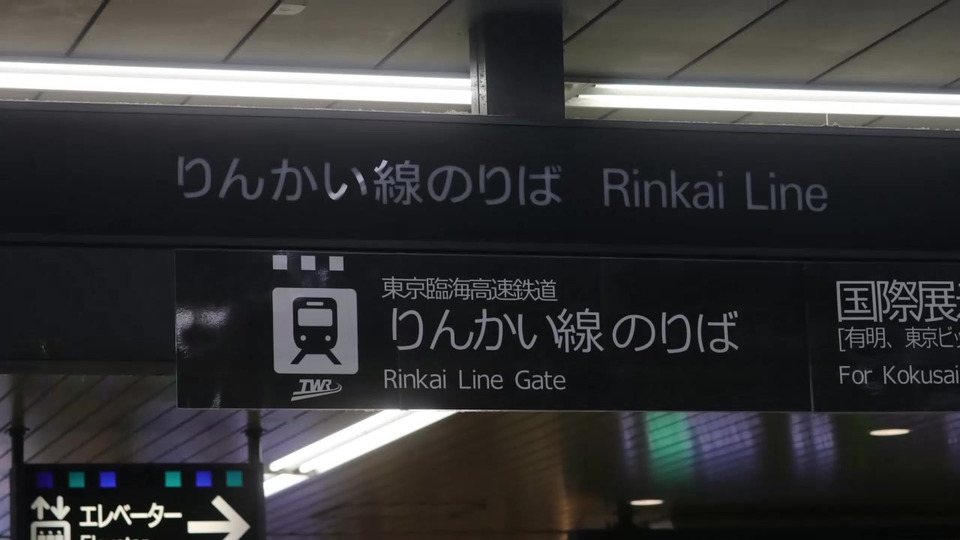 りんかい線のりば Rinkai Line
東京臨海高速鉄道
りんかい線のりば
Rinkai Line Gate
TWR
国際展
[有明、東京ビッ
For Kokusai
エレベーター